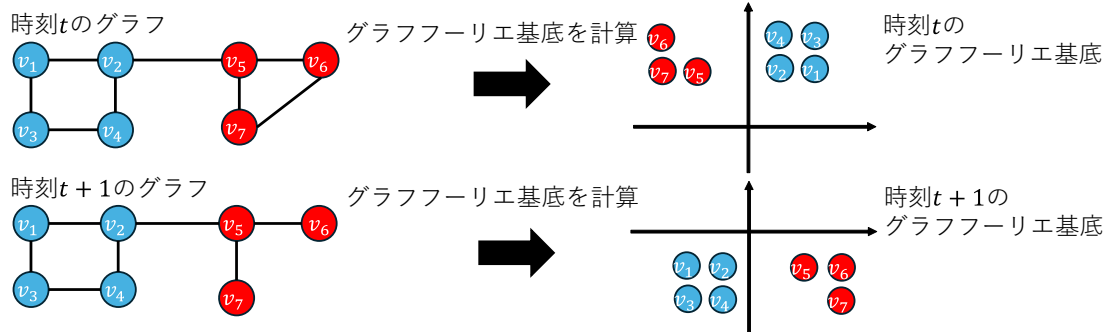 時刻tのグラフ
v1 v2 v5 v6
v3 v4 v7
グラフフーリエ基底を計算
v6 v4 v3
v7 v5 v2 v1
時刻tの
グラフフーリエ基底
時刻t + 1のグラフ
v1 v2 v5 v6
v3 v4 v7
グラフフーリエ基底を計算
v1 v2 v5 v6
v3 v4 v7
時刻t + 1の
グラフフーリエ基底